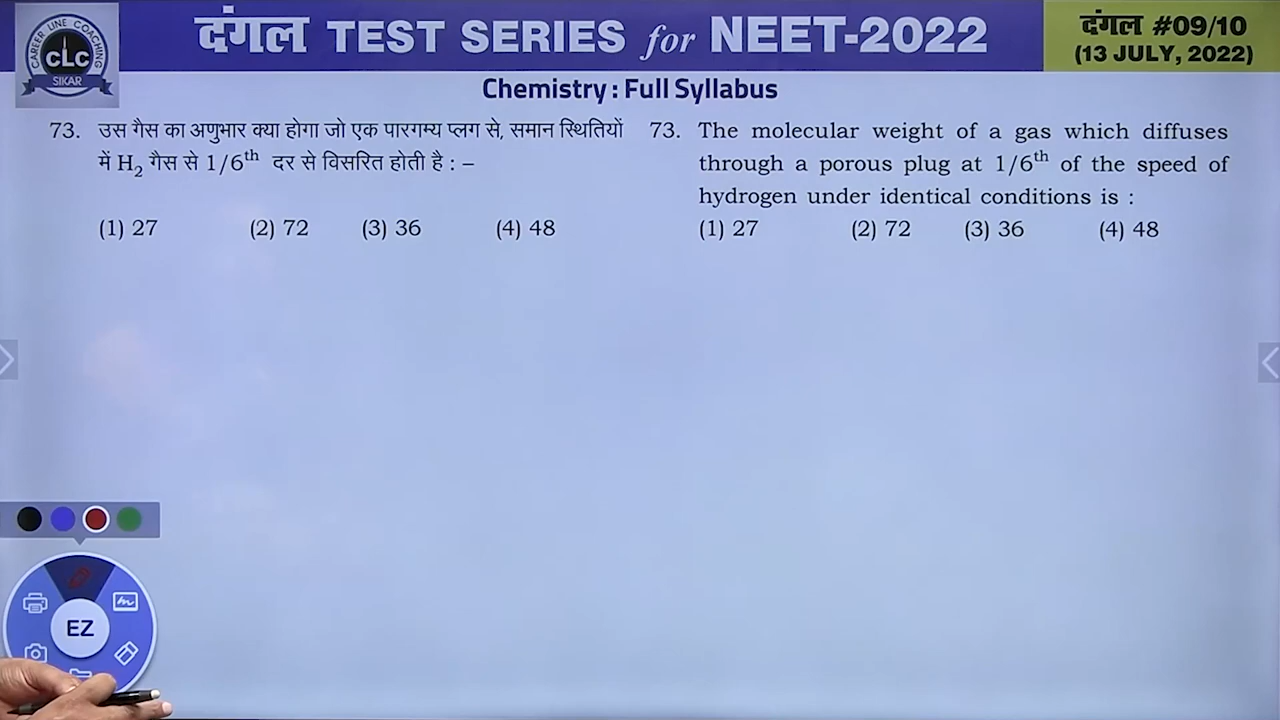 CAREER LINE COACHING
CLC
SIKAR
दंगल TEST SERIES for NEET-2022
दंगल #09/10
(13 JULY, 2022)
Chemistry : Full Syllabus
73. उस गैस का अणुभार क्या होगा जो एक पारगम्य प्लग से, समान स्थितियों
में H₂ गैस से 1/6ᵗʰ दर से विसरित होती है : –
(1) 27 (2) 72 (3) 36 (4) 48
73. The molecular weight of a gas which diffuses
through a porous plug at 1/6ᵗʰ of the speed of
hydrogen under identical conditions is :
(1) 27 (2) 72 (3) 36 (4) 48
EZ